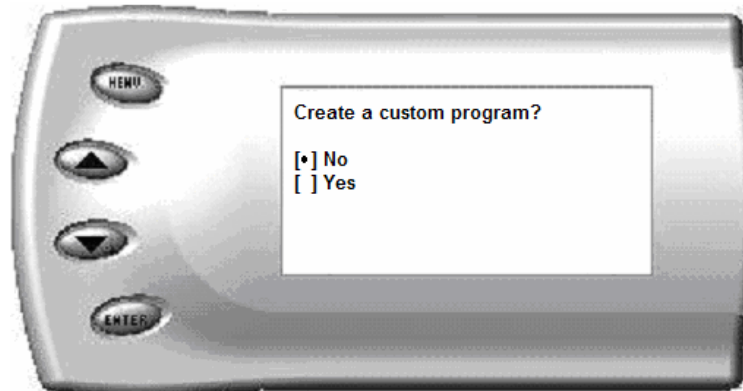 MENU
Create a custom program?
[•] No
[ ] Yes
ENTER